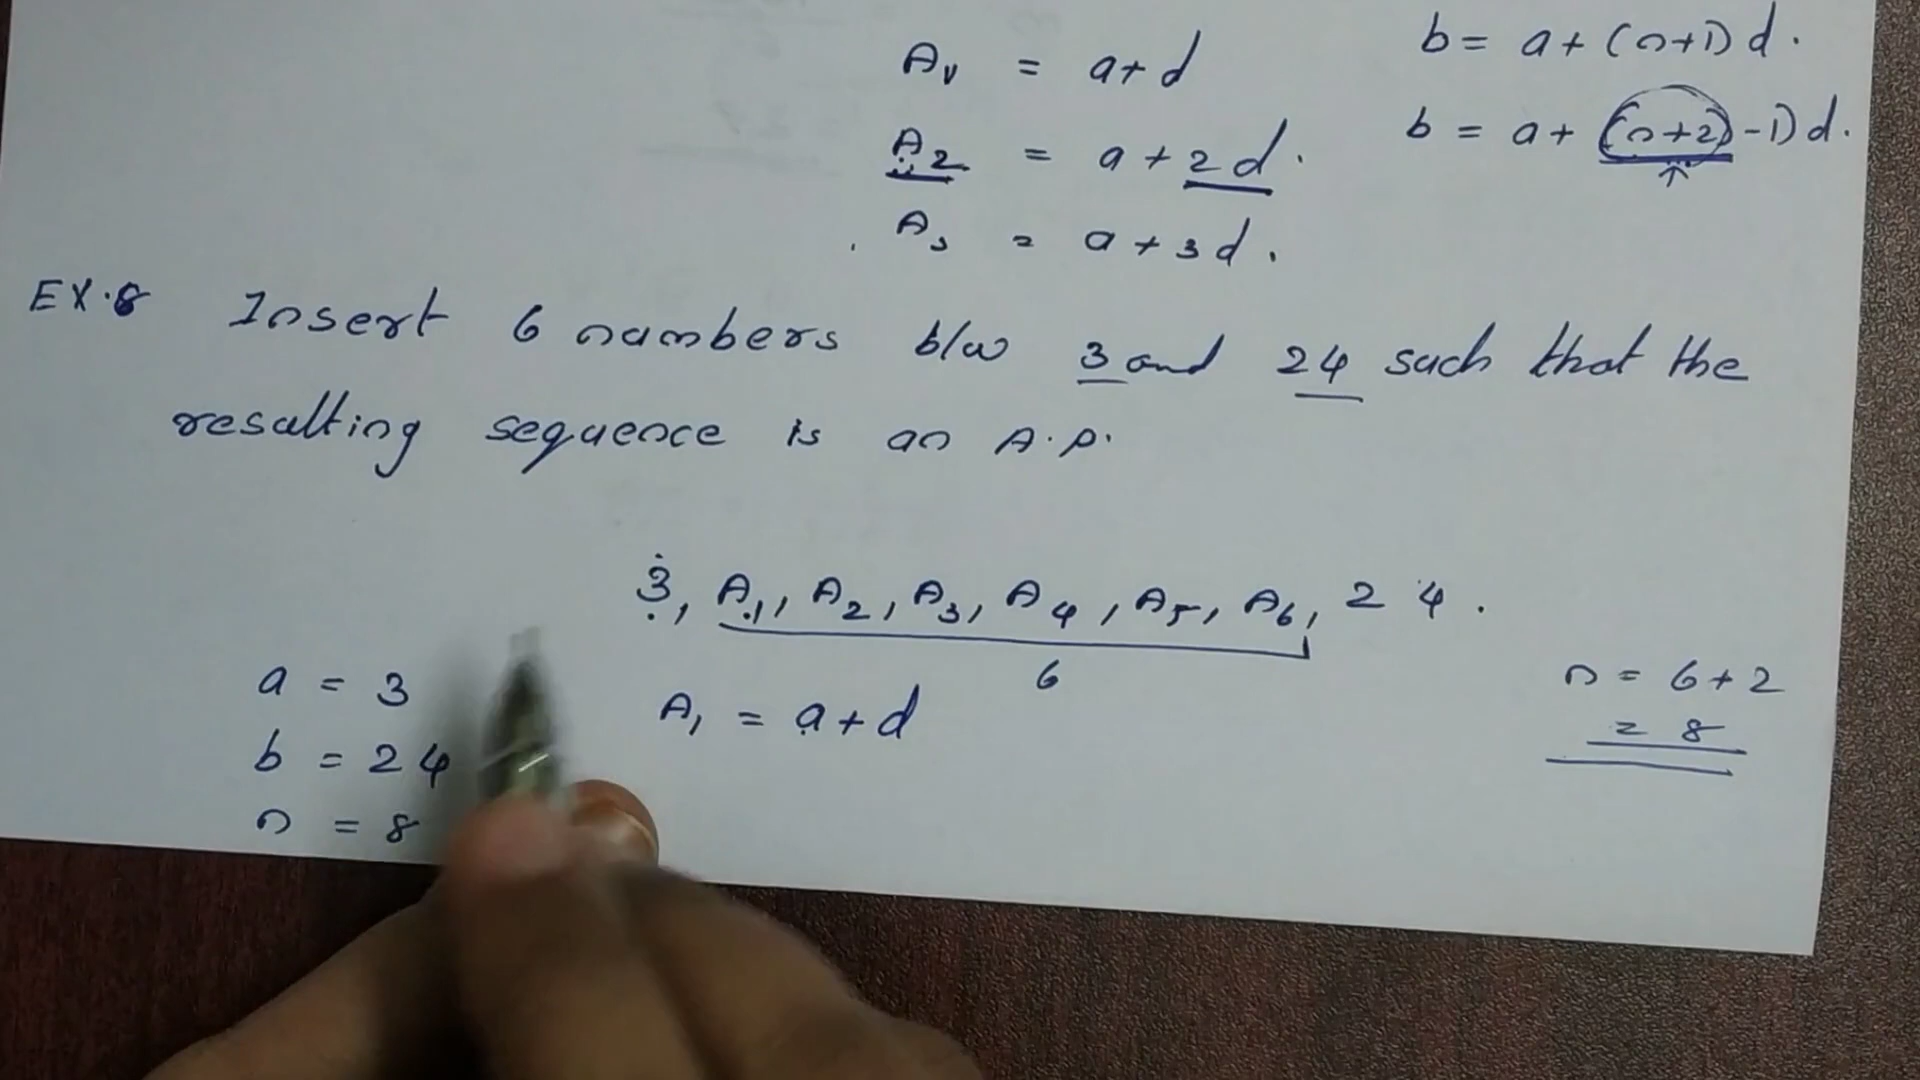 A₁ = a+d
b = a + (n+1) d.
A₂ = a + 2d.
b = a + (n+2) -1) d.
A₃ = a + 3d.
EX.8 Insert 6 numbers b/w 3 and 24 such that the
resulting sequence is an A.P.
3, A₁, A₂, A₃, A₄, A₅, A₆, 24.
6
a = 3
n = 6+2
A₁ = a+d
= 8
b = 24
n = 8